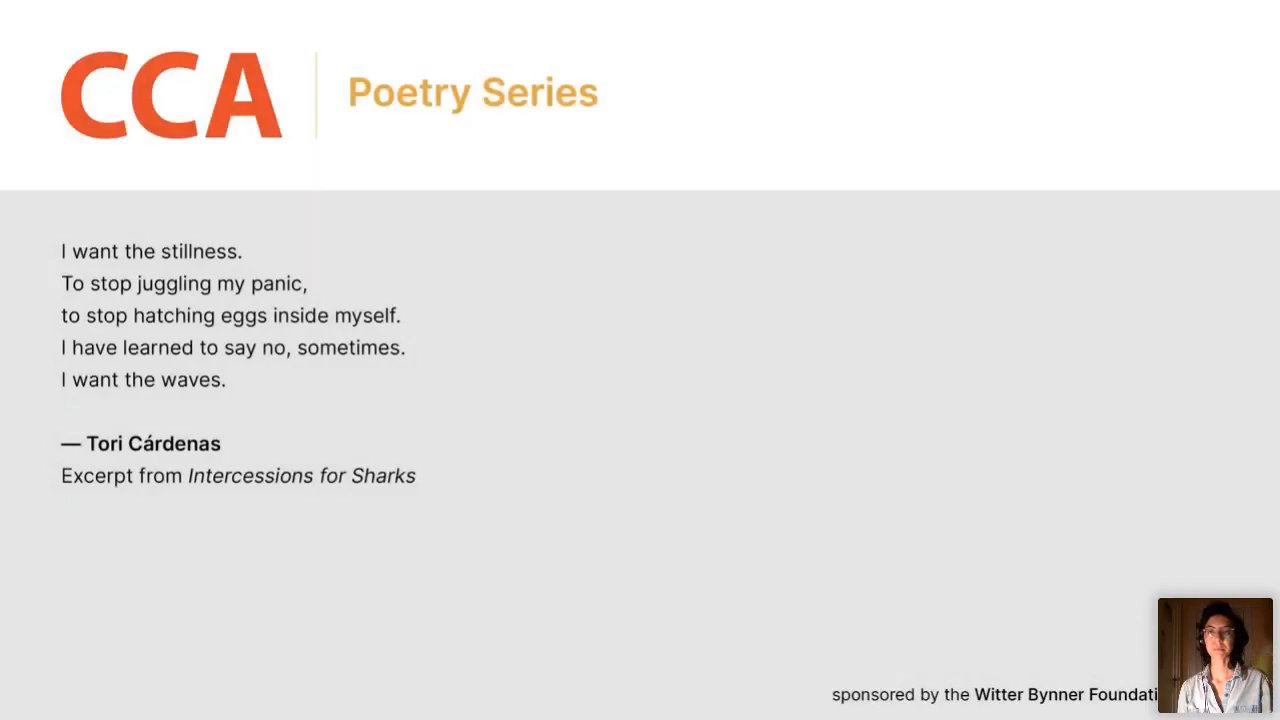 CCA
Poetry Series
I want the stillness.
To stop juggling my panic,
to stop hatching eggs inside myself.
I have learned to say no, sometimes.
I want the waves.
— Tori Cárdenas
Excerpt from Intercessions for Sharks
sponsored by the Witter Bynner Foundati